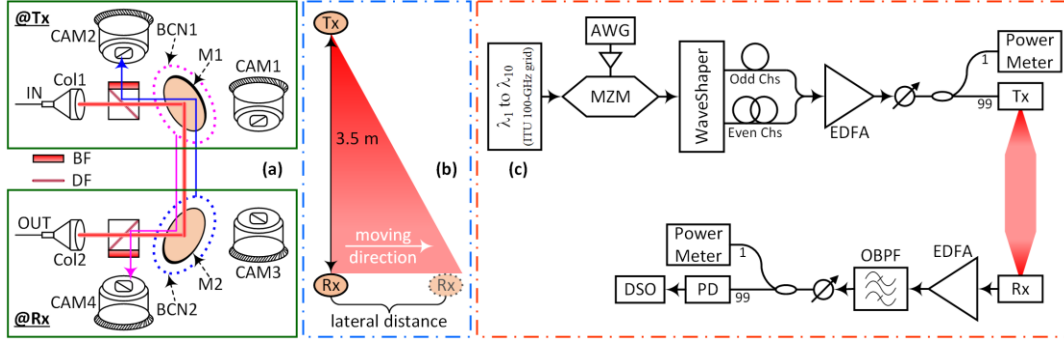 @Tx
CAM2
BCN1
M1
CAM1
Col1
IN
BF
DF
(a)
OUT
Col2
CAM3
M2
BCN2
CAM4
@Rx
Tx
3.5 m
(b)
moving
direction
Rx
Rx
lateral distance
(c)
λ1 to λ10
(ITU 100-GHz grid)
AWG
MZM
WaveShaper
Odd Chs
Even Chs
EDFA
Power
Meter
1
99
Tx
Rx
EDFA
OBPF
Power
Meter
1
99
PD
DSO